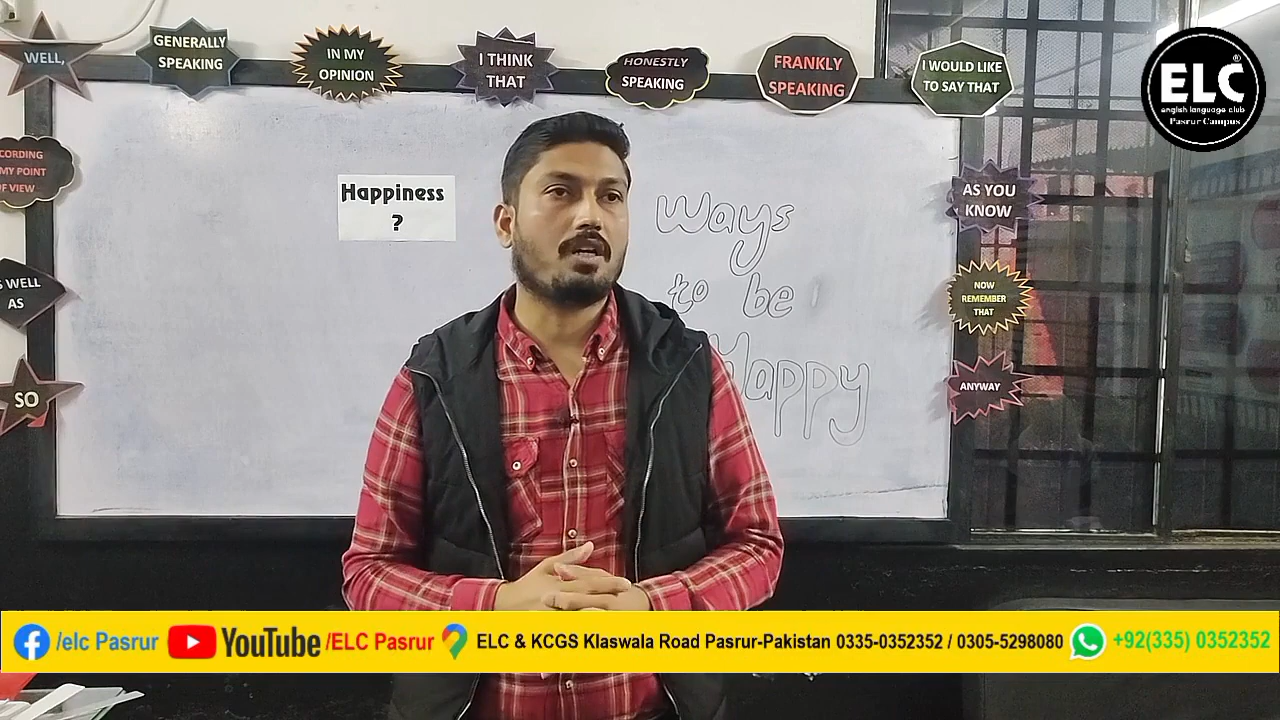 WELL,
GENERALLY
SPEAKING
IN MY
OPINION
I THINK
THAT
HONESTLY
SPEAKING
FRANKLY
SPEAKING
I WOULD LIKE
TO SAY THAT
ELC®
english language club
Pasrur Campus
CORDING
MY POINT
OF VIEW
Happiness
?
Ways
to be
Happy
AS YOU
KNOW
S WELL
AS
NOW
REMEMBER
THAT
SO
ANYWAY
/elc Pasrur YouTube /ELC Pasrur ELC & KCGS Klaswala Road Pasrur-Pakistan 0335-0352352 / 0305-5298080 +92(335) 0352352